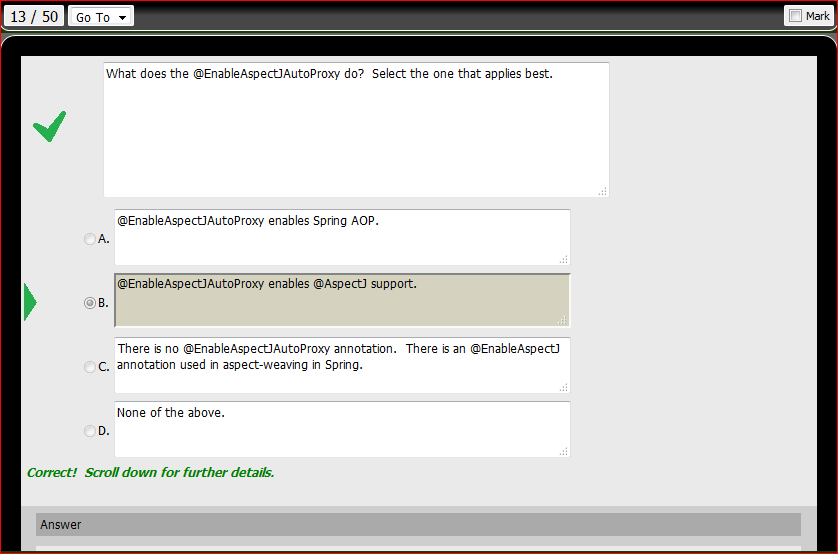 13 / 50 Go To Mark
What does the @EnableAspectJAutoProxy do?  Select the one that applies best.
A. @EnableAspectJAutoProxy enables Spring AOP.
B. @EnableAspectJAutoProxy enables @AspectJ support.
C. There is no @EnableAspectJAutoProxy annotation.  There is an @EnableAspectJ
annotation used in aspect-weaving in Spring.
D. None of the above.
Correct!  Scroll down for further details.
Answer